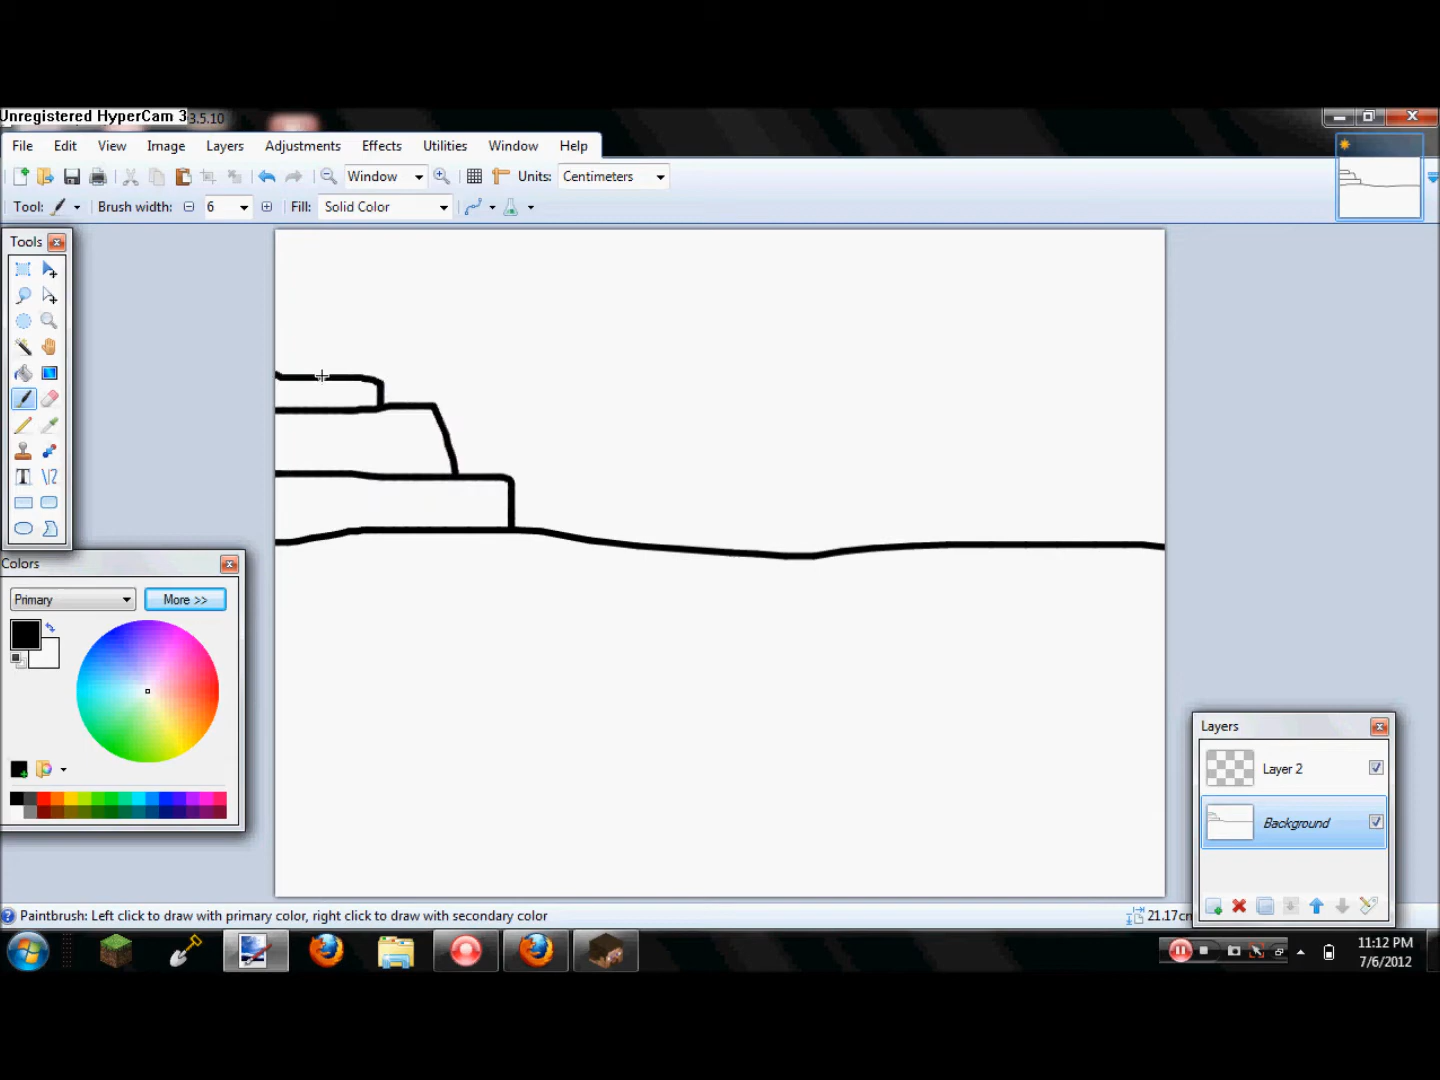 Unregistered HyperCam 3 3.5.10
File Edit View Image Layers Adjustments Effects Utilities Window Help
Window Units: Centimeters
Tool: Brush width: 6 Fill: Solid Color
Tools
Colors
Primary More >>
Layers
Layer 2
Background
Paintbrush: Left click to draw with primary color, right click to draw with secondary color
21.17cm
11:12 PM
7/6/2012